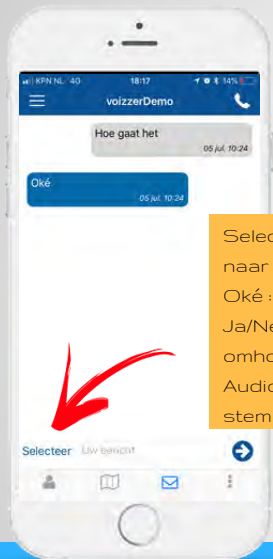 KPN NL 4G 18:17 14%
voizzerDemo
Hoe gaat het
05 jul. 10:24
Oké
05 jul. 10:24
Selec
naar
Oké :
Ja/Ne
omho
Audio
stem
Selecteer Uw bericht